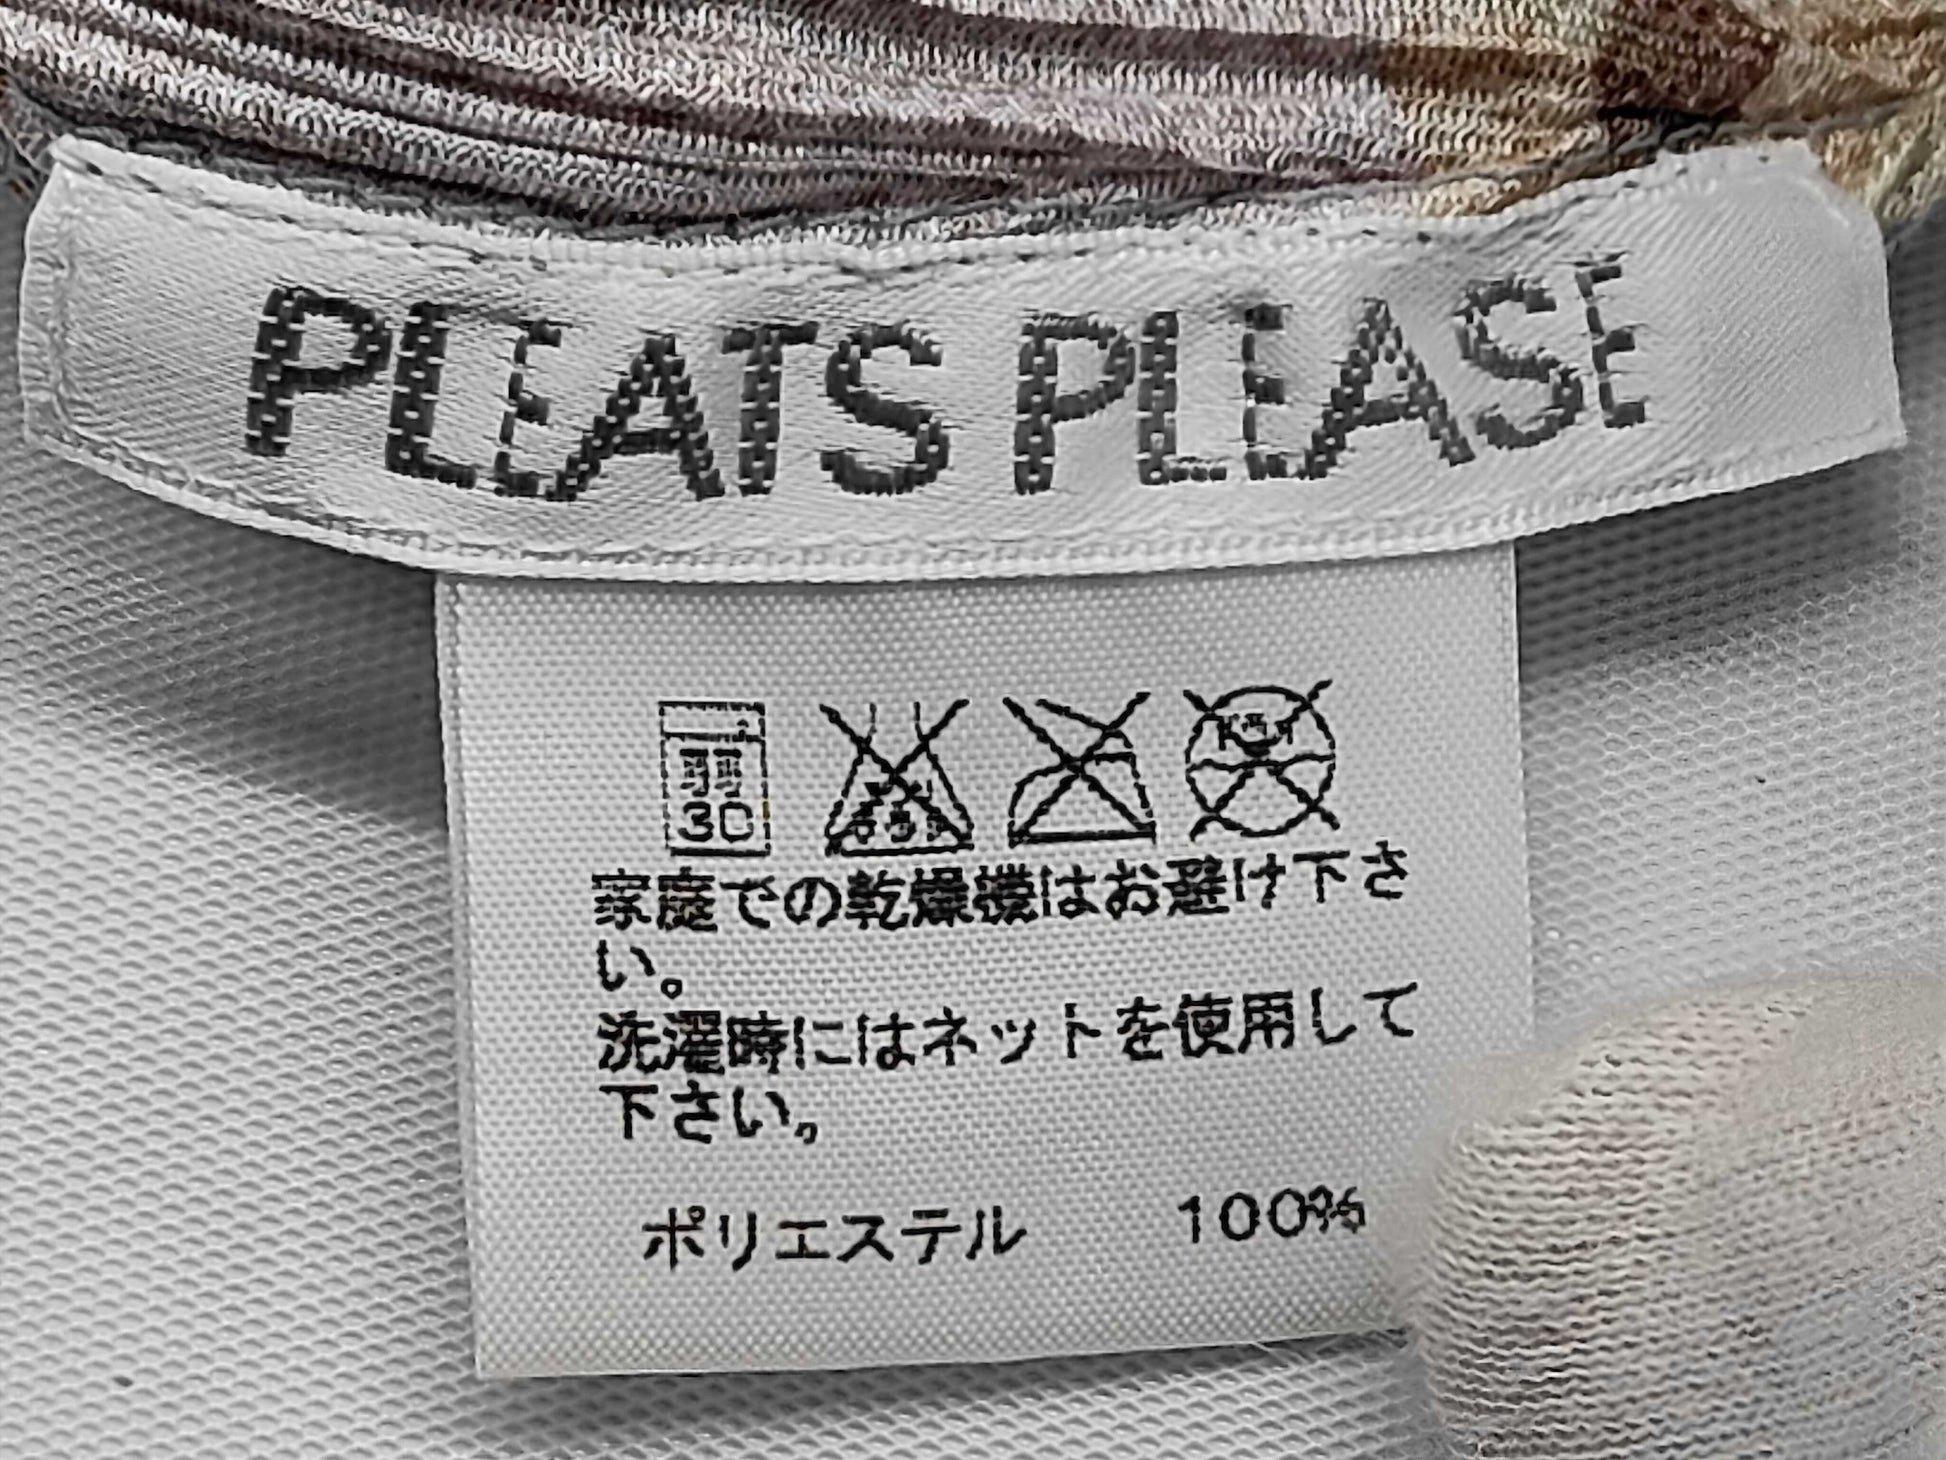 PLEATS PLEASE
弱
30
家庭での乾燥機はお避け下さ
い。
洗濯時にはネットを使用して
下さい。
ポリエステル 100%